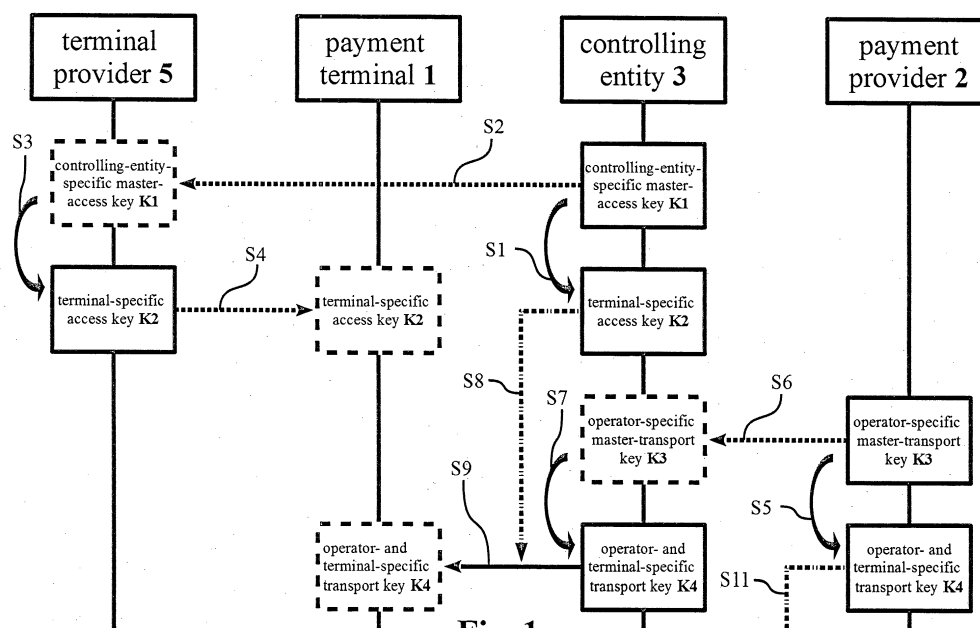 terminal
provider 5
payment
terminal 1
controlling
entity 3
payment
provider 2
S3
S2
controlling-entity-
specific master-
access key K1
controlling-entity-
specific master-
access key K1
S1
S4
terminal-specific
access key K2
terminal-specific
access key K2
terminal-specific
access key K2
S8
S7
S6
operator-specific
master-transport
key K3
operator-specific
master-transport
key K3
S9
S5
operator- and
terminal-specific
transport key K4
operator- and
terminal-specific
transport key K4
operator- and
terminal-specific
transport key K4
S11